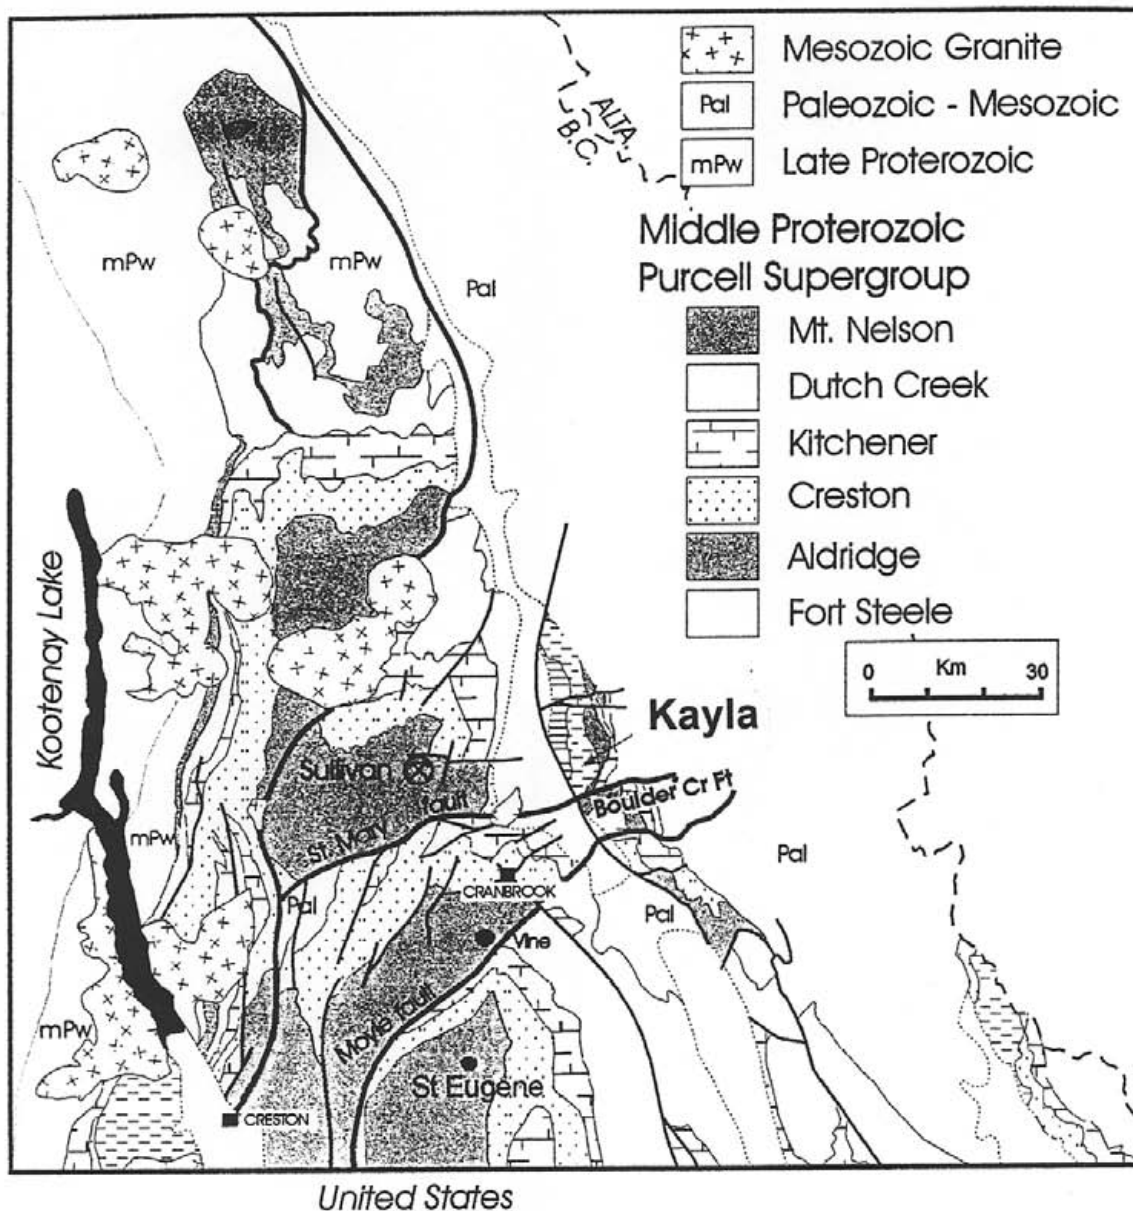 Mesozoic Granite
Pal
Paleozoic - Mesozoic
mPw
Late Proterozoic
Middle Proterozoic
Purcell Supergroup
Mt. Nelson
Dutch Creek
Kitchener
Creston
Aldridge
Fort Steele
0
Km
30
ALTA.
B.C.
mPw
mPw
Pal
Kootenay Lake
Kayla
Sullivan
Boulder Cr Ft
St. Mary fault
mPw
Pal
CRANBROOK
Pal
Pal
Vine
Moyie fault
mPw
St Eugene
CRESTON
United States